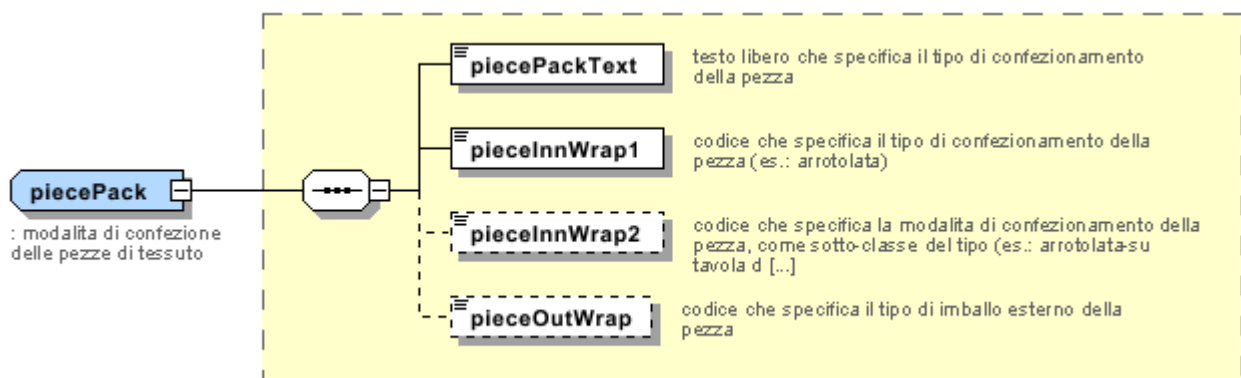 piecePackText
testo libero che specifica il tipo di confezionamento
della pezza
pieceInnWrap1
codice che specifica il tipo di confezionamento della
pezza (es.: arrotolata)
piecePack
: modalita di confezione
delle pezze di tessuto
pieceInnWrap2
codice che specifica la modalita di confezionamento della
pezza, come sotto-classe del tipo (es.: arrotolata-su
tavola d [...]
pieceOutWrap
codice che specifica il tipo di imballo esterno della
pezza